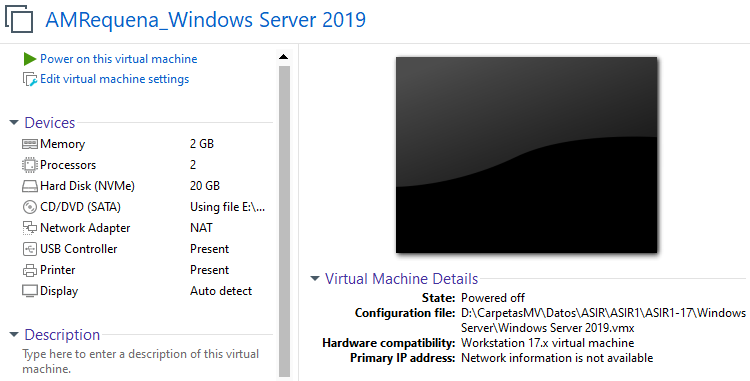 AMRequena_Windows Server 2019
Power on this virtual machine
Edit virtual machine settings
Devices
Memory 2 GB
Processors 2
Hard Disk (NVMe) 20 GB
CD/DVD (SATA) Using file E:\...
Network Adapter NAT
USB Controller Present
Printer Present
Display Auto detect
Description
Type here to enter a description of this virtual
machine.
Virtual Machine Details
State: Powered off
Configuration file: D:\CarpetasMV\Datos\ASIR\ASIR1\ASIR1-17\Windows
Server\Windows Server 2019.vmx
Hardware compatibility: Workstation 17.x virtual machine
Primary IP address: Network information is not available